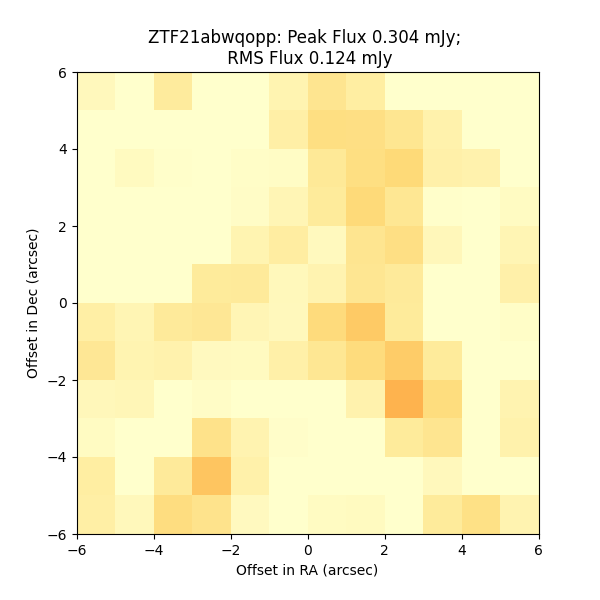 ZTF21abwqopp: Peak Flux 0.304 mJy;
RMS Flux 0.124 mJy
6
4
2
0
−2
−4
−6
Offset in Dec (arcsec)
−6 −4 −2 0 2 4 6
Offset in RA (arcsec)